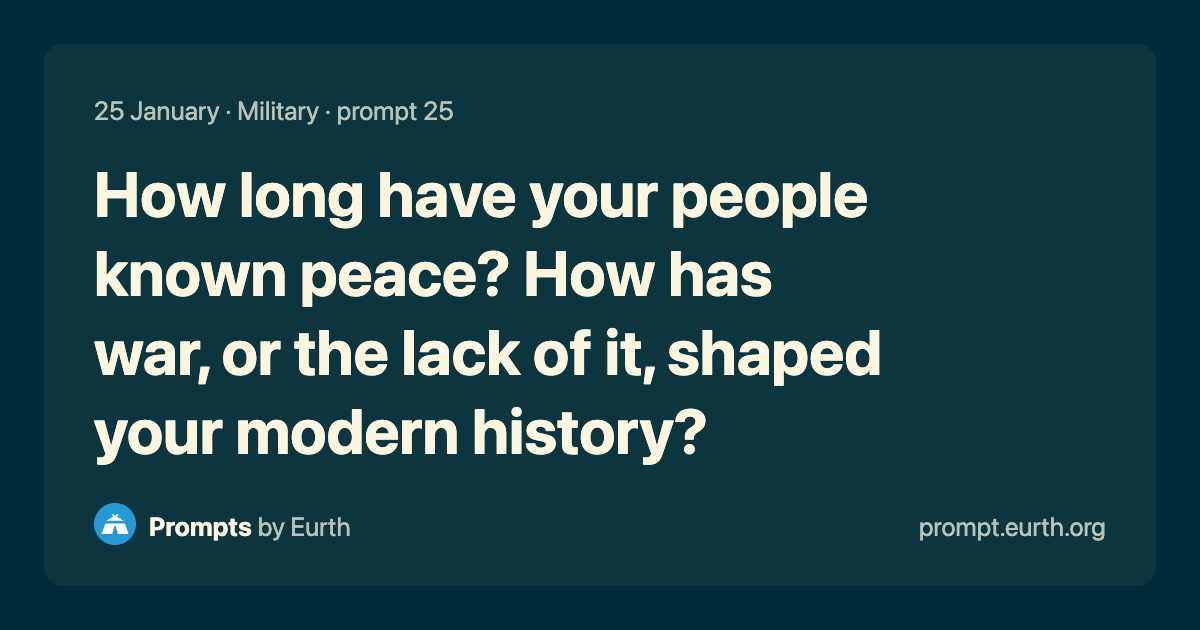 25 January · Military · prompt 25
How long have your people
known peace? How has
war, or the lack of it, shaped
your modern history?
Prompts by Eurth
prompt.eurth.org